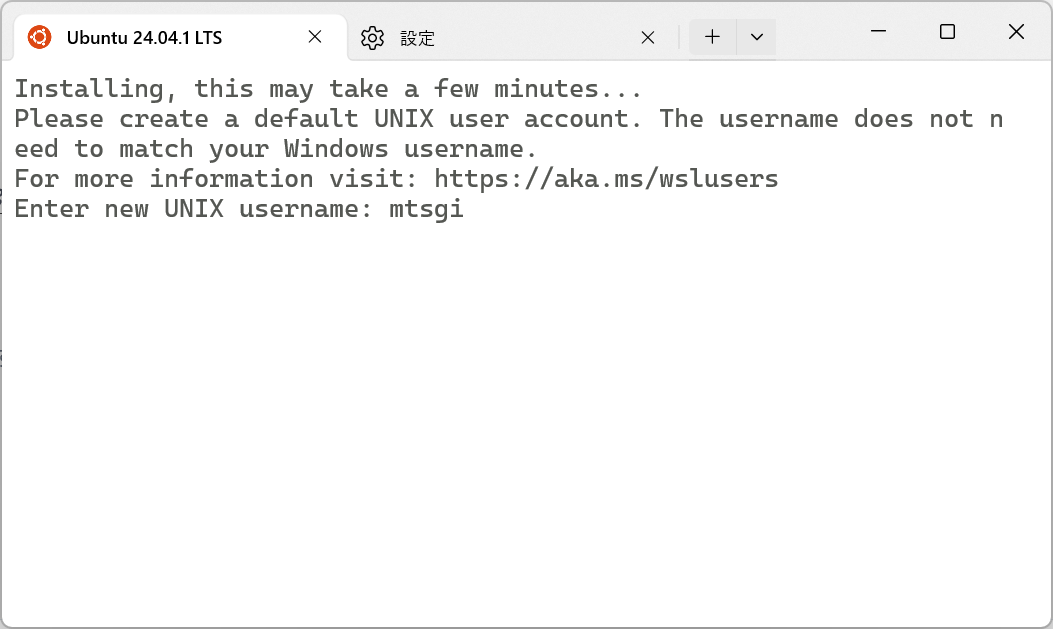 Ubuntu 24.04.1 LTS
設定
Installing, this may take a few minutes...
Please create a default UNIX user account. The username does not n
eed to match your Windows username.
For more information visit: https://aka.ms/wslusers
Enter new UNIX username: mtsgi